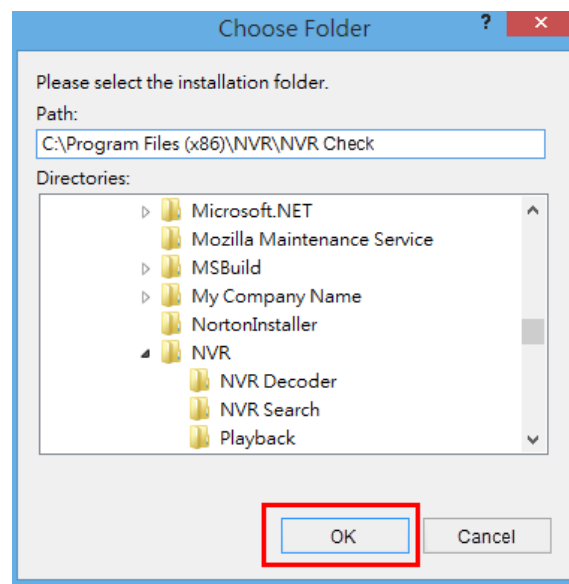 Choose Folder
?
×
Please select the installation folder.
Path:
C:\Program Files (x86)\NVR\NVR Check
Directories:
Microsoft.NET
Mozilla Maintenance Service
MSBuild
My Company Name
NortonInstaller
NVR
NVR Decoder
NVR Search
Playback
OK
Cancel